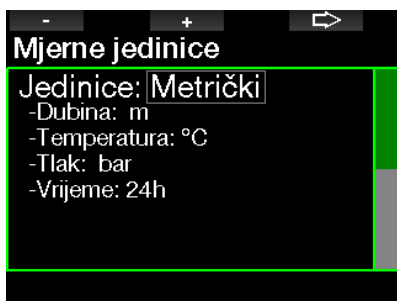 - +
Mjerne jedinice
Jedinice: Metrički
-Dubina: m
-Temperatura: °C
-Tlak: bar
-Vrijeme: 24h